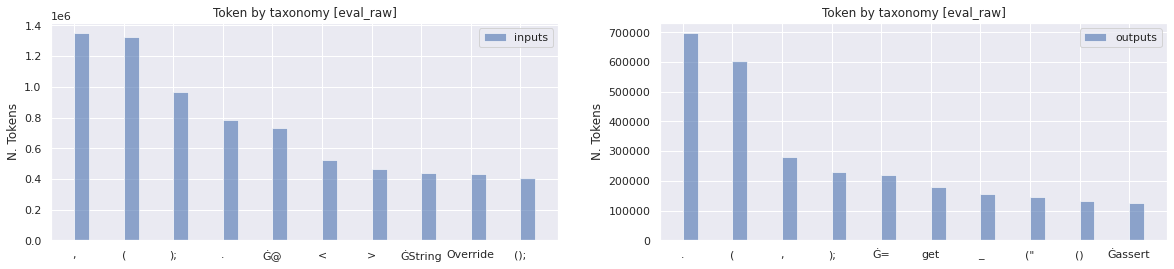 Token by taxonomy [eval_raw]
1e6
1.4
1.2
1.0
0.8
0.6
0.4
0.2
0.0
N. Tokens
inputs
, ( ); . Ġ@ < > ĠString Override ();
Token by taxonomy [eval_raw]
700000
600000
500000
400000
300000
200000
100000
0
N. Tokens
outputs
. ( , ); Ġ= get _ (" () Ġassert